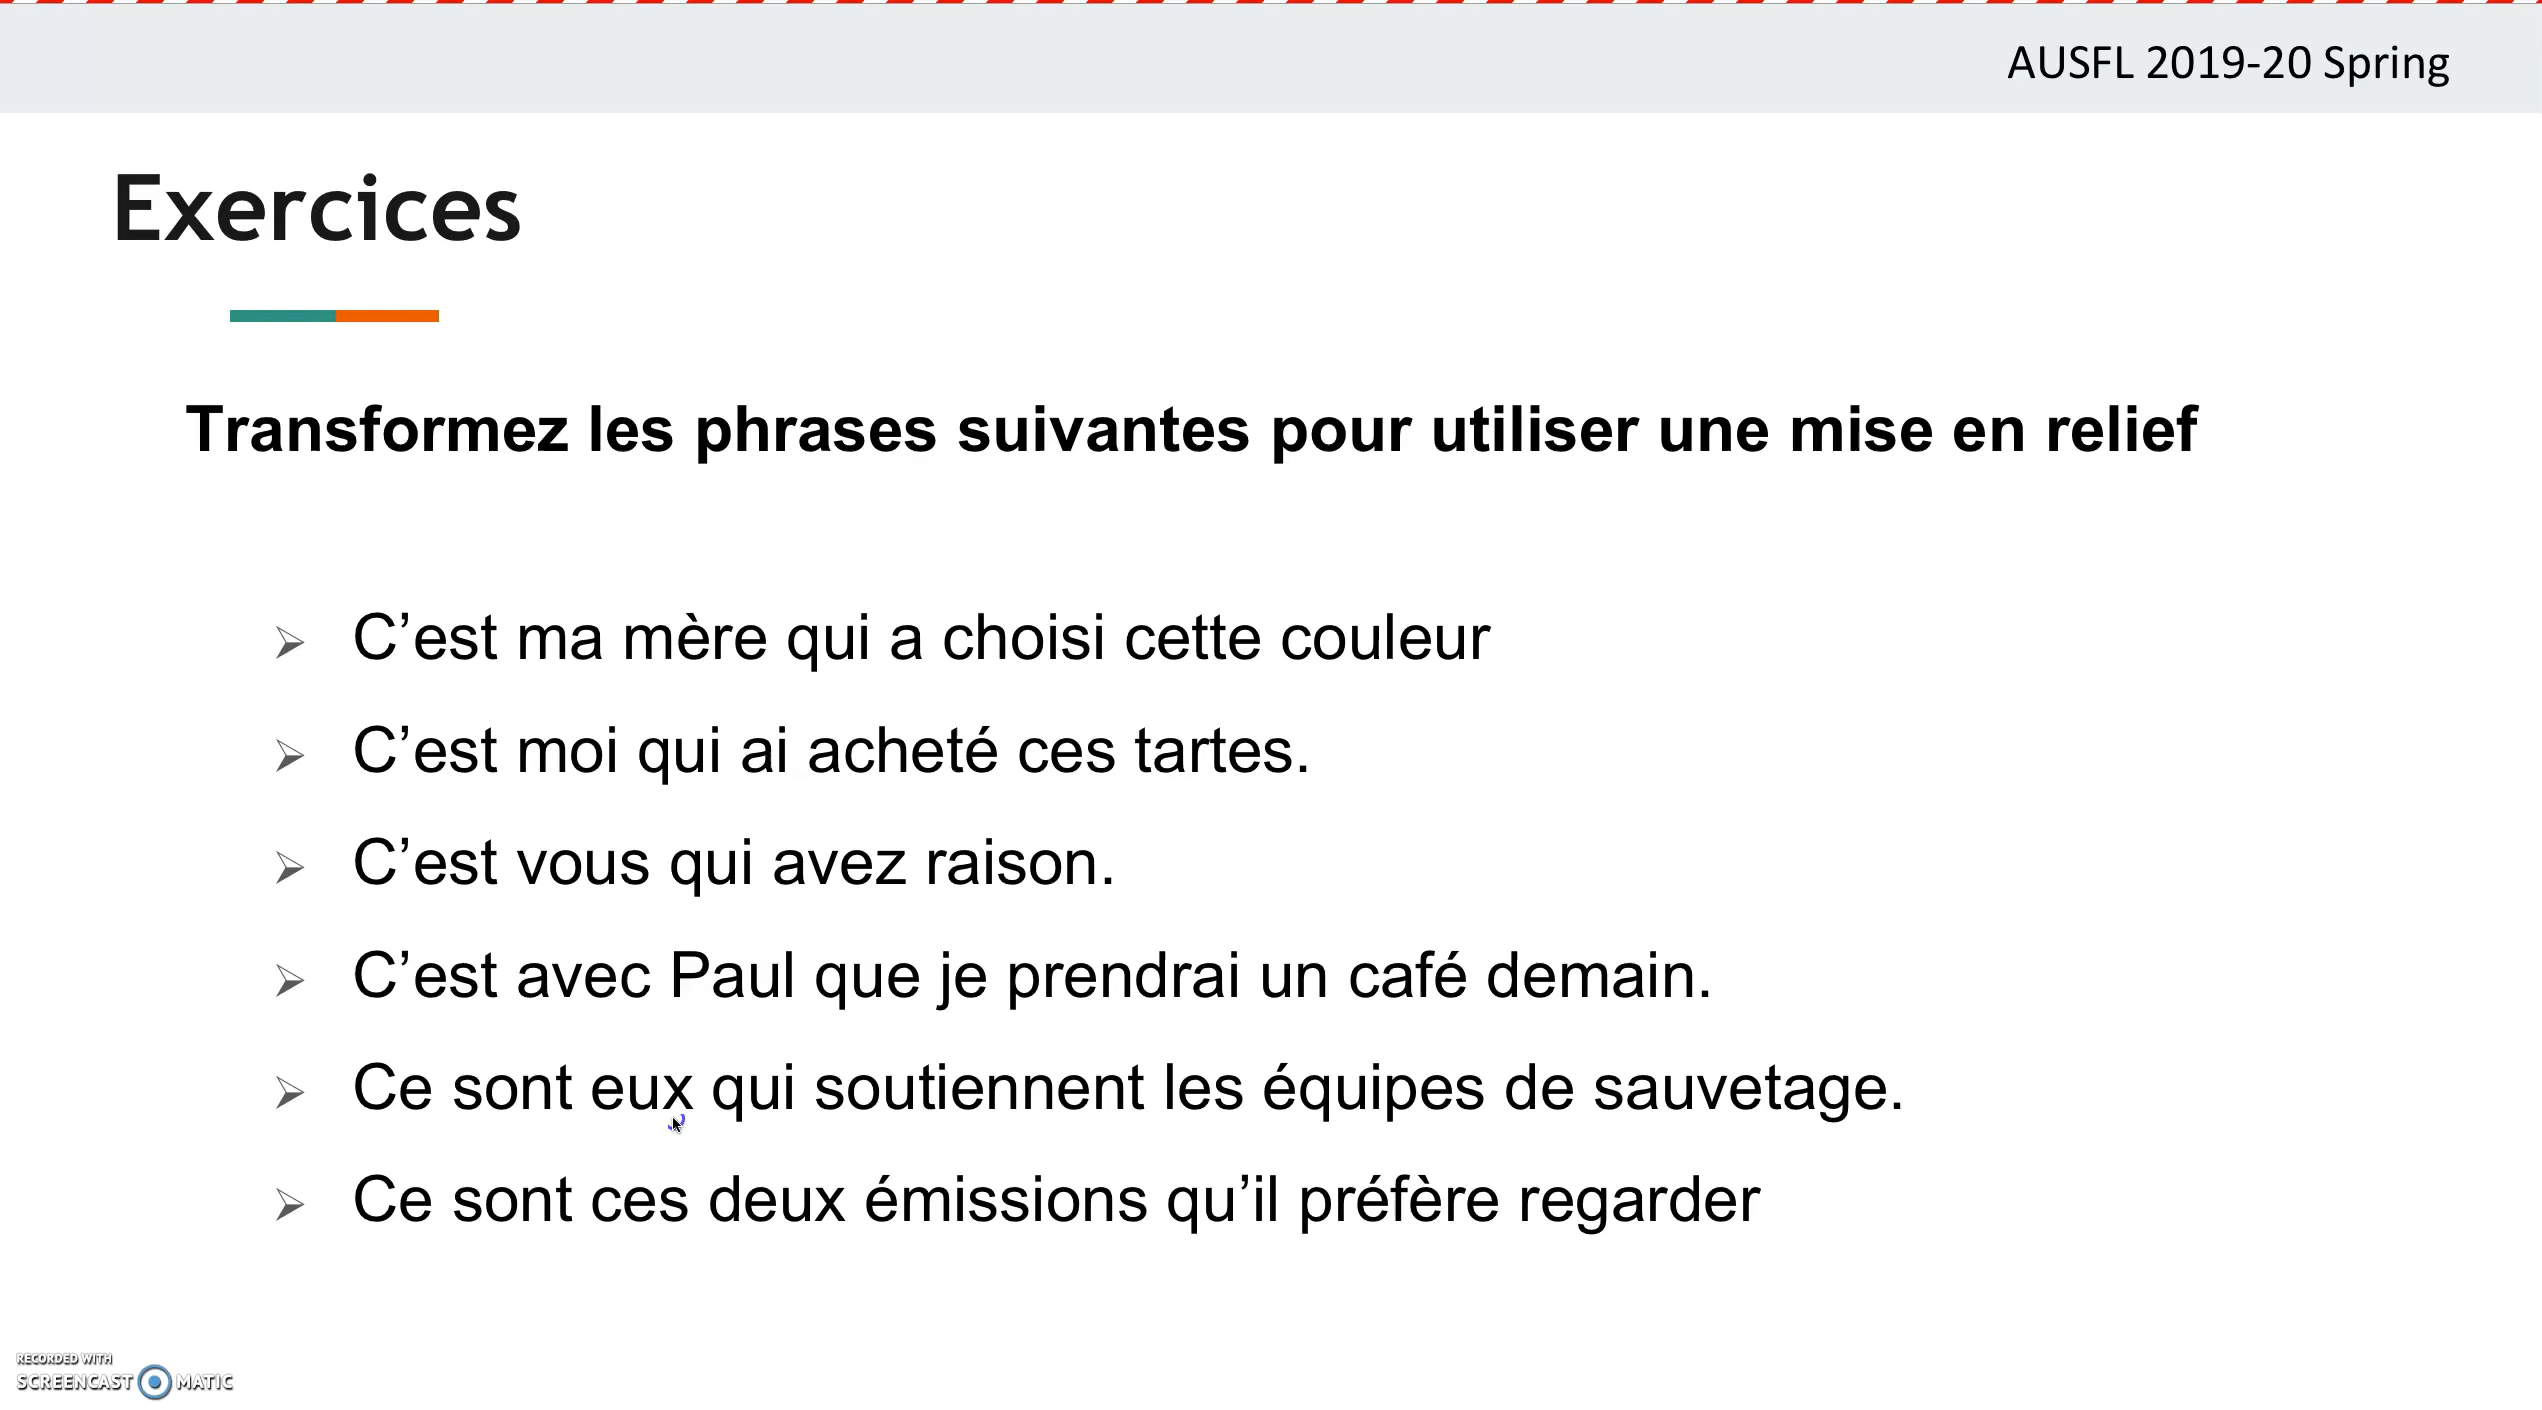 AUSFL 2019-20 Spring
Exercices
Transformez les phrases suivantes pour utiliser une mise en relief
C’est ma mère qui a choisi cette couleur
C’est moi qui ai acheté ces tartes.
C’est vous qui avez raison.
C’est avec Paul que je prendrai un café demain.
Ce sont eux qui soutiennent les équipes de sauvetage.
Ce sont ces deux émissions qu’il préfère regarder
RECORDED WITH
SCREENCAST MATIC